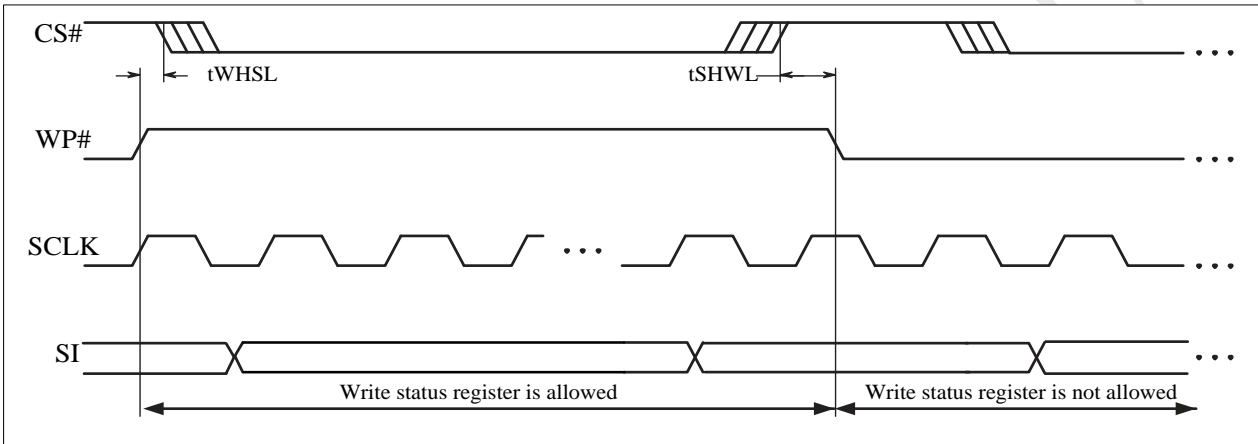 CS#
tWHSL
tSHWL
WP#
SCLK
SI
Write status register is allowed
Write status register is not allowed